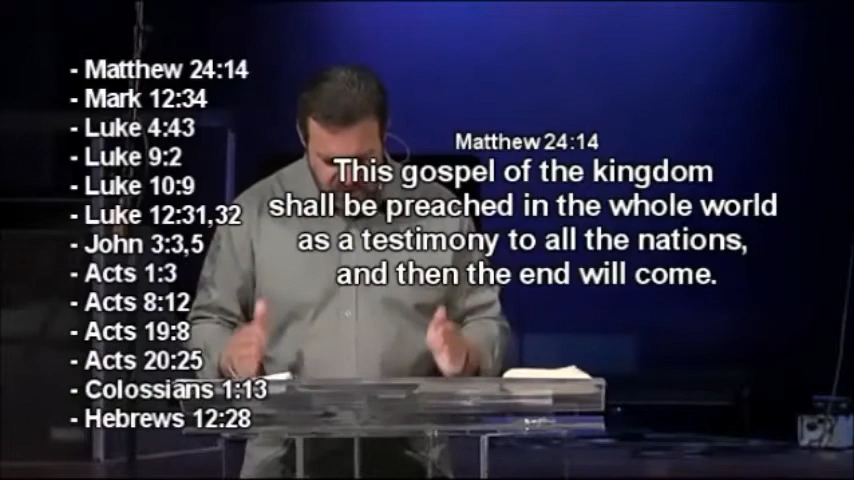 - Matthew 24:14
- Mark 12:34
- Luke 4:43
- Luke 9:2
- Luke 10:9
- Luke 12:31,32
- John 3:3,5
- Acts 1:3
- Acts 8:12
- Acts 19:8
- Acts 20:25
- Colossians 1:13
- Hebrews 12:28
Matthew 24:14
This gospel of the kingdom
shall be preached in the whole world
as a testimony to all the nations,
and then the end will come.